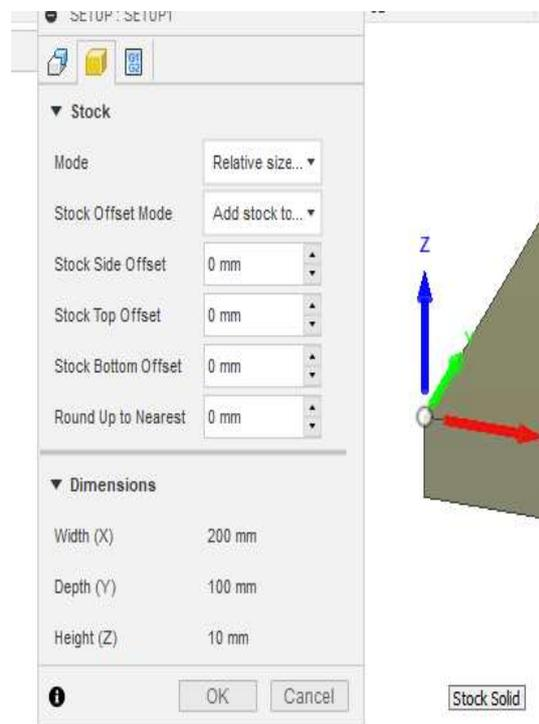 SETUP : SETUP1
G1
G2
▼ Stock
Mode Relative size...
Stock Offset Mode Add stock to...
Stock Side Offset 0 mm
Stock Top Offset 0 mm
Stock Bottom Offset 0 mm
Round Up to Nearest 0 mm
▼ Dimensions
Width (X) 200 mm
Depth (Y) 100 mm
Height (Z) 10 mm
OK Cancel
Z
Y
Stock Solid